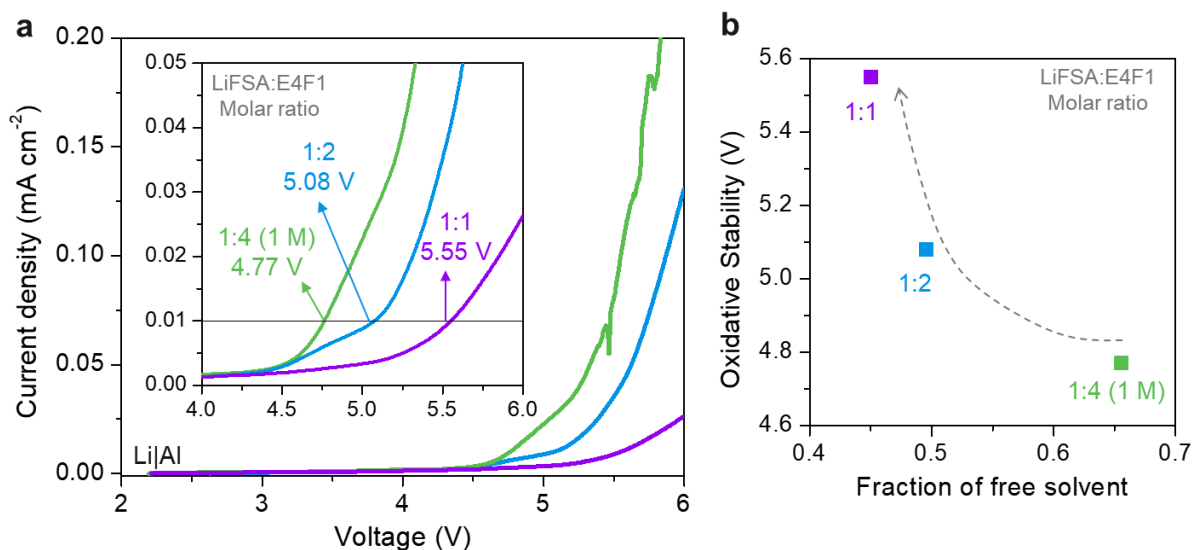 a
0.20
0.15
0.10
0.05
0.00
Current density (mA cm⁻²)
2
3
4
5
6
Voltage (V)
Li|Al
0.05
0.04
0.03
0.02
0.01
0.00
4.0
4.5
5.0
5.5
6.0
LiFSA:E4F1
Molar ratio
1:2
5.08 V
1:4 (1 M)
4.77 V
1:1
5.55 V
b
5.6
5.4
5.2
5.0
4.8
4.6
Oxidative Stability (V)
0.4
0.5
0.6
0.7
Fraction of free solvent
LiFSA:E4F1
Molar ratio
1:1
1:2
1:4 (1 M)